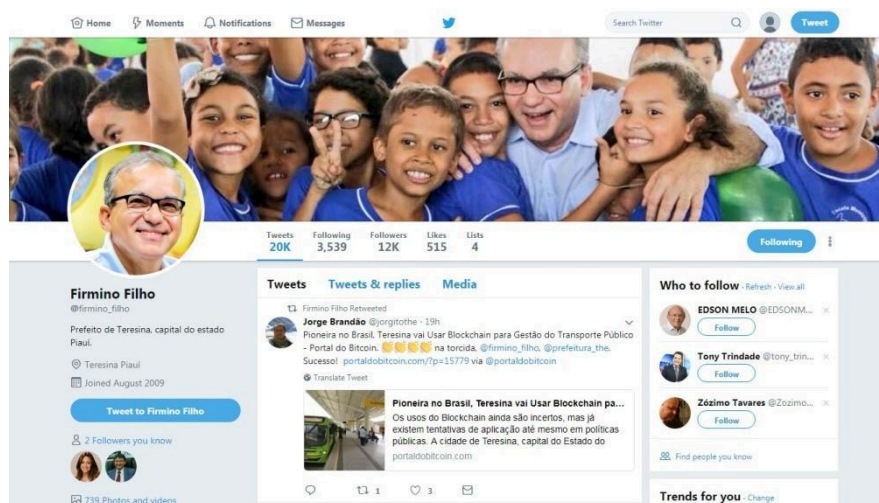 Home Moments Notifications Messages Search Twitter Tweet
Tweets Following Followers Likes Lists
20K 3,539 12K 515 4
Following
Firmino Filho
@firmino_filho
Prefeito de Teresina, capital do estado
Piauí.
Teresina Piauí
Joined August 2009
Tweet to Firmino Filho
2 Followers you know
739 Photos and videos
Tweets Tweets & replies Media
Firmino Filho Retweeted
Jorge Brandão @jorgitothe · 19h
Pioneira no Brasil, Teresina vai Usar Blockchain para Gestão do Transporte Público
- Portal do Bitcoin. 👏👏👏👏 na torcida, @firmino_filho, @prefeitura_the.
Sucesso! portaldobitcoin.com/?p=15779 via @portaldobitcoin
Translate Tweet
Pioneira no Brasil, Teresina vai Usar Blockchain pa...
Os usos do Blockchain ainda são incertos, mas já
existem tentativas de aplicação até mesmo em políticas
públicas. A cidade de Teresina, capital do Estado do
portaldobitcoin.com
1 3
Who to follow · Refresh · View all
EDSON MELO @EDSONM...
Follow
Tony Trindade @tony_trin...
Follow
Zózimo Tavares @Zozimo...
Follow
Find people you know
Trends for you · Change